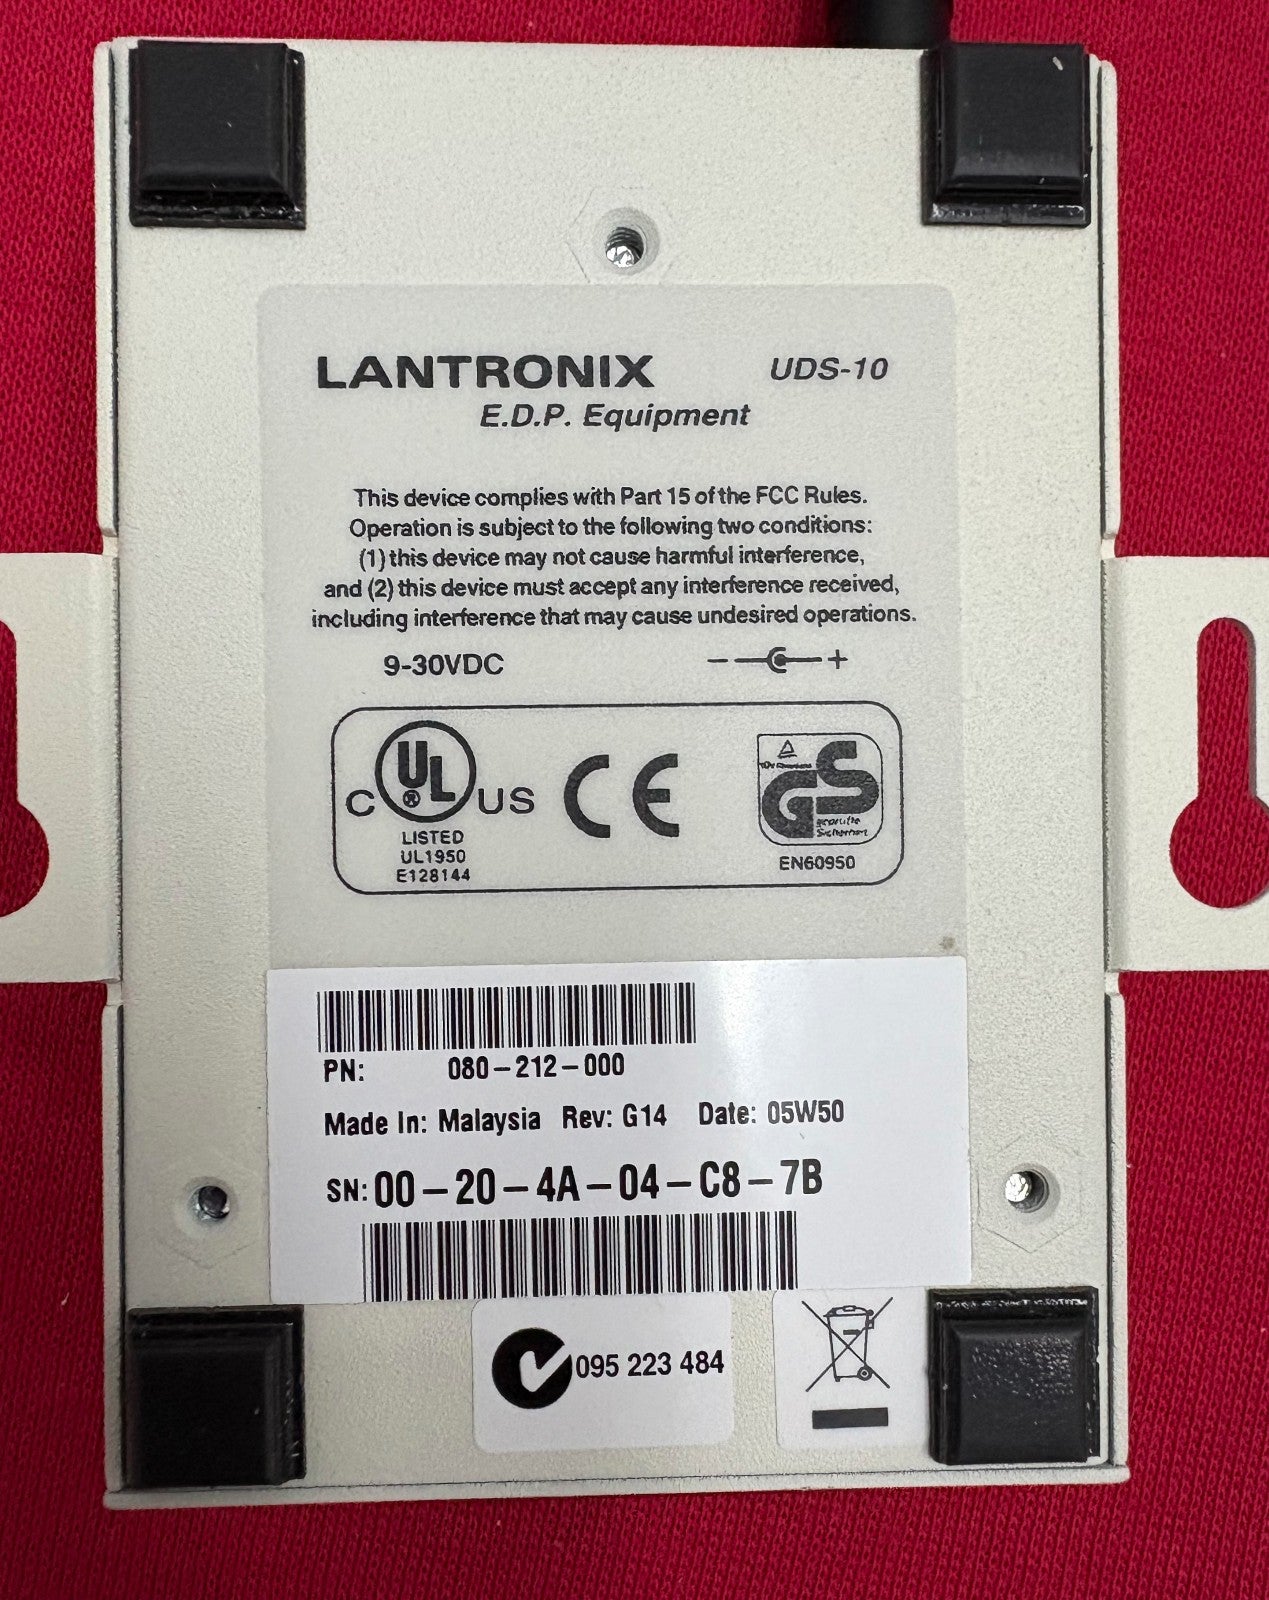 LANTRONIX UDS-10
E.D.P. Equipment
This device complies with Part 15 of the FCC Rules.
Operation is subject to the following two conditions:
(1) this device may not cause harmful interference,
and (2) this device must accept any interference received,
including interference that may cause undesired operations.
9-30VDC - +
C UL ® US CE GS
geprüfte
Sicherheit
LISTED
UL1950
E128144
EN60950
PN: 080-212-000
Made In: Malaysia Rev: G14 Date: 05W50
SN: 00-20-4A-04-C8-7B
095 223 484